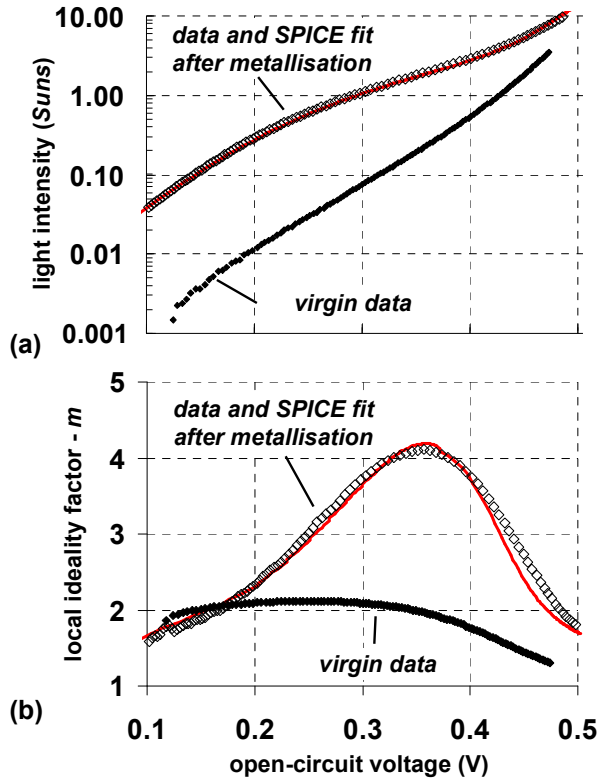 10.00
1.00
0.10
0.01
0.001
light intensity (Suns)
data and SPICE fit
after metallisation
virgin data
(a)
5
4
3
2
1
local ideality factor - m
data and SPICE fit
after metallisation
virgin data
(b)
0.1 0.2 0.3 0.4 0.5
open-circuit voltage (V)